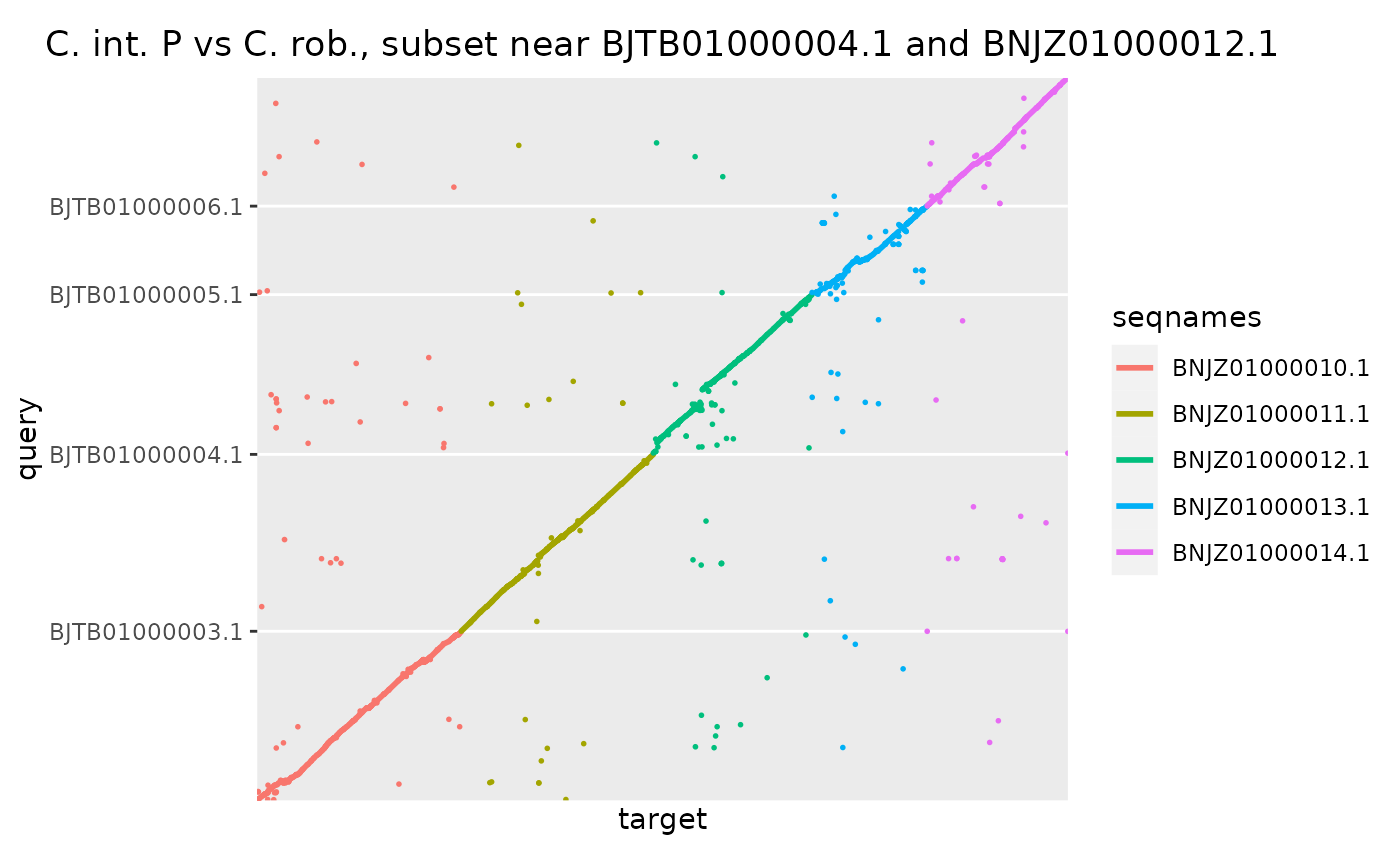 C. int. P vs C. rob., subset near BJTB01000004.1 and BNJZ01000012.1
query
BJTB01000006.1
BJTB01000005.1
BJTB01000004.1
BJTB01000003.1
target
seqnames
BNJZ01000010.1
BNJZ01000011.1
BNJZ01000012.1
BNJZ01000013.1
BNJZ01000014.1